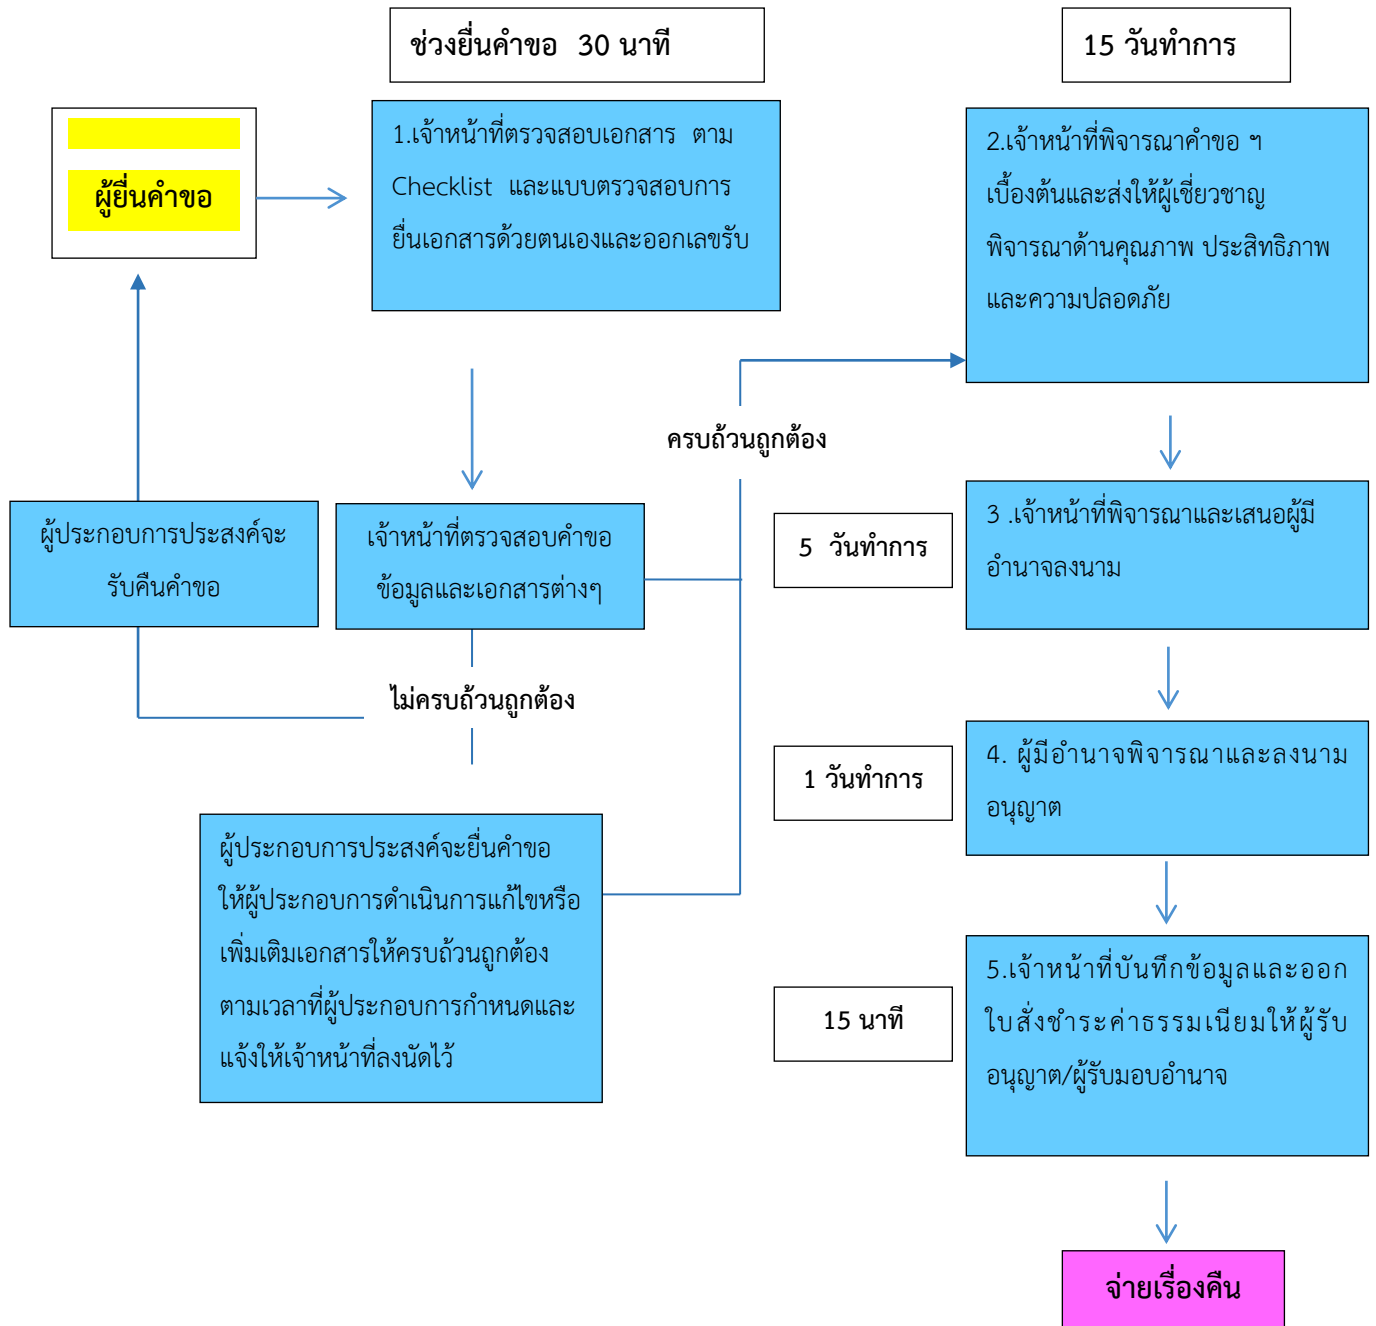 ช่วงยื่นคำขอ 30 นาที
15 วันทำการ
ผู้ยื่นคำขอ
1.เจ้าหน้าที่ตรวจสอบเอกสาร ตาม
Checklist และแบบตรวจสอบการ
ยื่นเอกสารด้วยตนเองและออกเลขรับ
2.เจ้าหน้าที่พิจารณาคำขอ ฯ
เบื้องต้นและส่งให้ผู้เชี่ยวชาญ
พิจารณาด้านคุณภาพ ประสิทธิภาพ
และความปลอดภัย
ครบถ้วนถูกต้อง
ผู้ประกอบการประสงค์จะ
รับคืนคำขอ
เจ้าหน้าที่ตรวจสอบคำขอ
ข้อมูลและเอกสารต่างๆ
5 วันทำการ
3 .เจ้าหน้าที่พิจารณาและเสนอผู้มี
อำนาจลงนาม
ไม่ครบถ้วนถูกต้อง
1 วันทำการ
4. ผู้มีอำนาจพิจารณาและลงนาม
อนุญาต
ผู้ประกอบการประสงค์จะยื่นคำขอ
ให้ผู้ประกอบการดำเนินการแก้ไขหรือ
เพิ่มเติมเอกสารให้ครบถ้วนถูกต้อง
ตามเวลาที่ผู้ประกอบการกำหนดและ
แจ้งให้เจ้าหน้าที่ลงนัดไว้
15 นาที
5.เจ้าหน้าที่บันทึกข้อมูลและออก
ใบสั่งชำระค่าธรรมเนียมให้ผู้รับ
อนุญาต/ผู้รับมอบอำนาจ
จ่ายเรื่องคืน